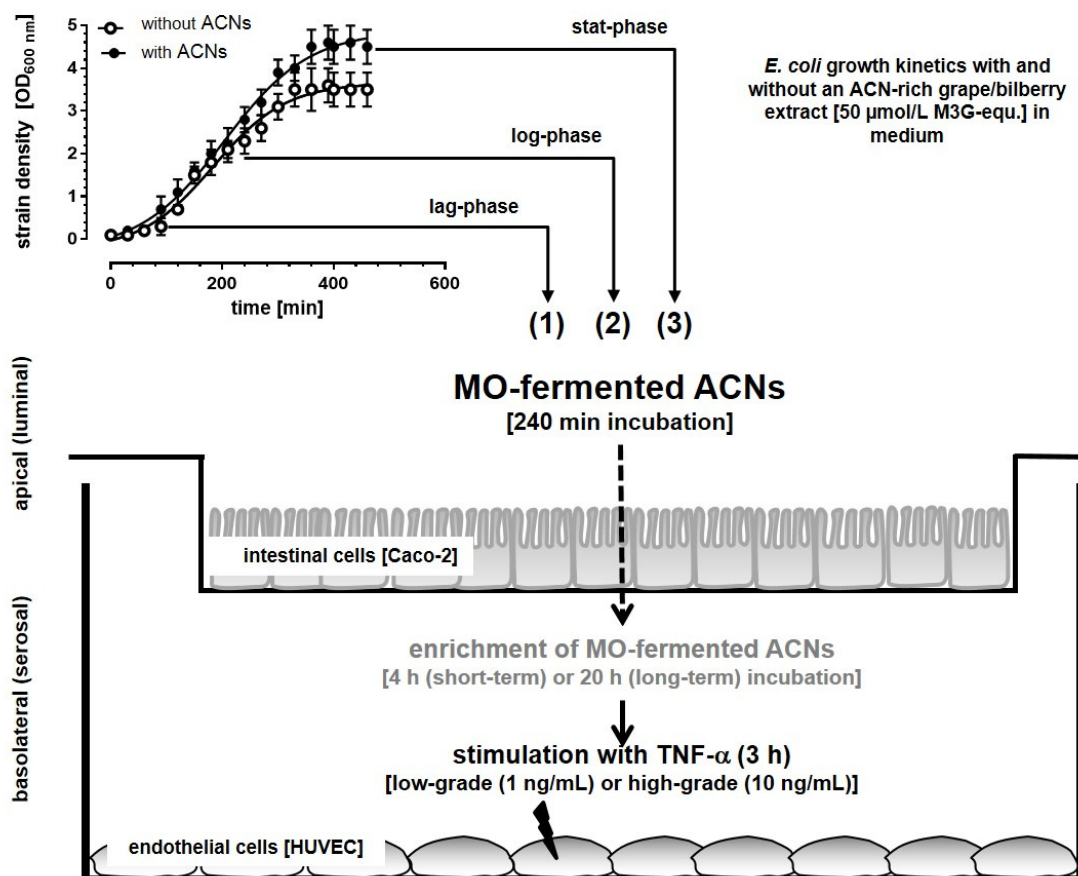 without ACNs
with ACNs
strain density [OD600 nm]
5
4
3
2
1
0
0
200
400
600
time [min]
stat-phase
log-phase
lag-phase
E. coli growth kinetics with and
without an ACN-rich grape/bilberry
extract [50 µmol/L M3G-equ.] in
medium
(1)
(2)
(3)
MO-fermented ACNs
[240 min incubation]
apical (luminal)
intestinal cells [Caco-2]
enrichment of MO-fermented ACNs
[4 h (short-term) or 20 h (long-term) incubation]
basolateral (serosal)
stimulation with TNF-α (3 h)
[low-grade (1 ng/mL) or high-grade (10 ng/mL)]
endothelial cells [HUVEC]